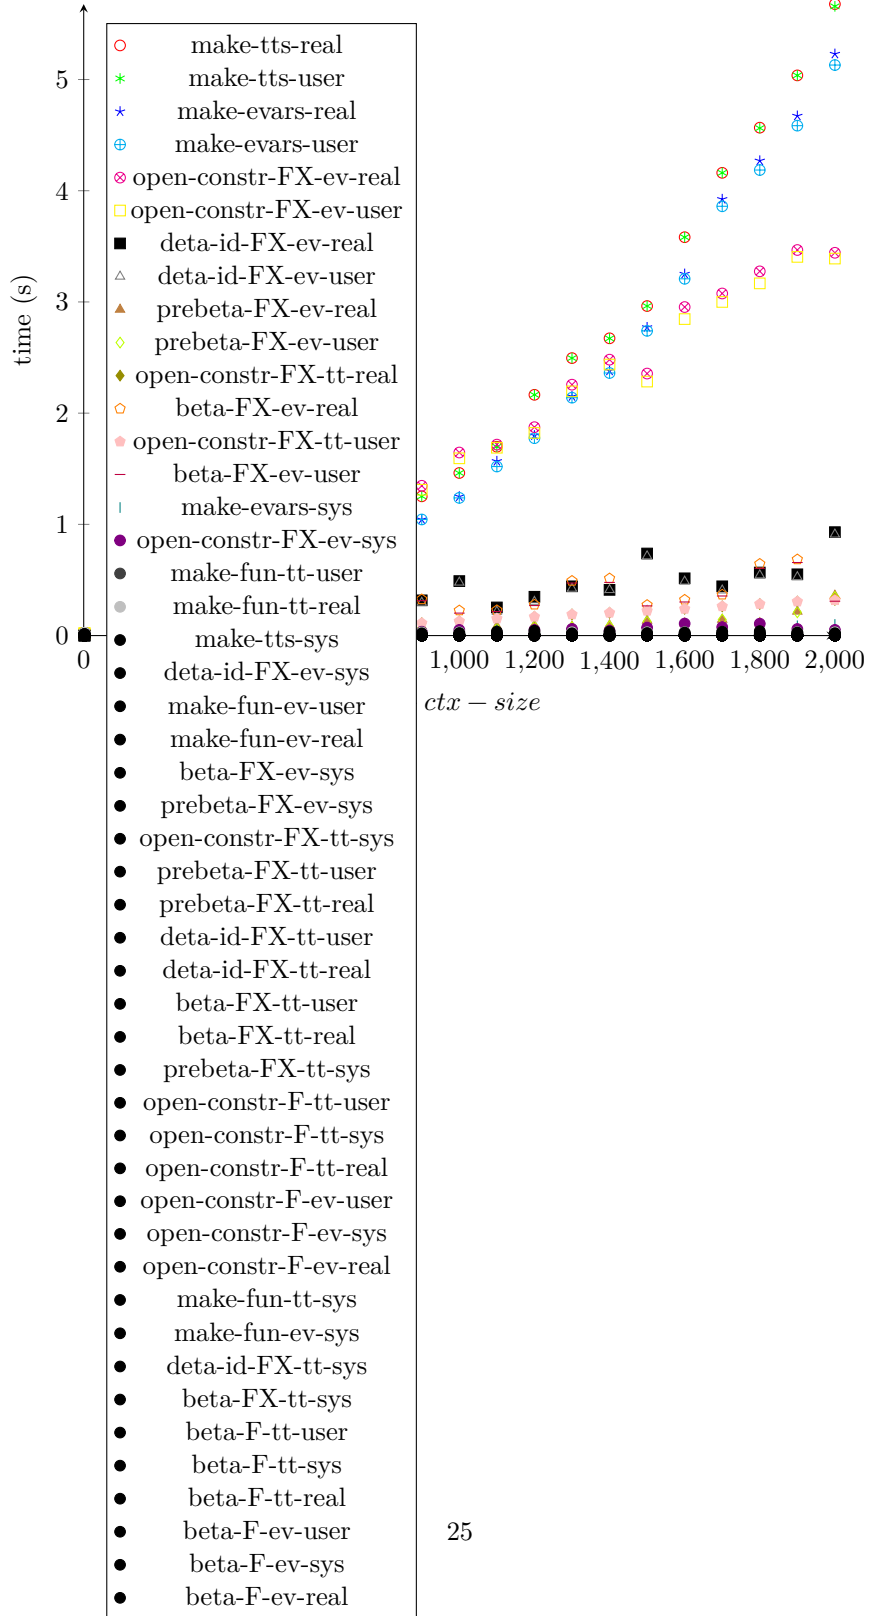 make-tts-real
make-tts-user
make-evars-real
make-evars-user
open-constr-FX-ev-real
open-constr-FX-ev-user
deta-id-FX-ev-real
deta-id-FX-ev-user
prebeta-FX-ev-real
prebeta-FX-ev-user
open-constr-FX-tt-real
beta-FX-ev-real
open-constr-FX-tt-user
beta-FX-ev-user
make-evars-sys
open-constr-FX-ev-sys
make-fun-tt-user
make-fun-tt-real
make-tts-sys
deta-id-FX-ev-sys
make-fun-ev-user
make-fun-ev-real
beta-FX-ev-sys
prebeta-FX-ev-sys
open-constr-FX-tt-sys
prebeta-FX-tt-user
prebeta-FX-tt-real
deta-id-FX-tt-user
deta-id-FX-tt-real
beta-FX-tt-user
beta-FX-tt-real
prebeta-FX-tt-sys
open-constr-F-tt-user
open-constr-F-tt-sys
open-constr-F-tt-real
open-constr-F-ev-user
open-constr-F-ev-sys
open-constr-F-ev-real
make-fun-tt-sys
make-fun-ev-sys
deta-id-FX-tt-sys
beta-FX-tt-sys
beta-F-tt-user
beta-F-tt-sys
beta-F-tt-real
beta-F-ev-user
beta-F-ev-sys
beta-F-ev-real
5
4
3
2
1
0
time (s)
0 1,000 1,200 1,400 1,600 1,800 2,000
ctx − size
25